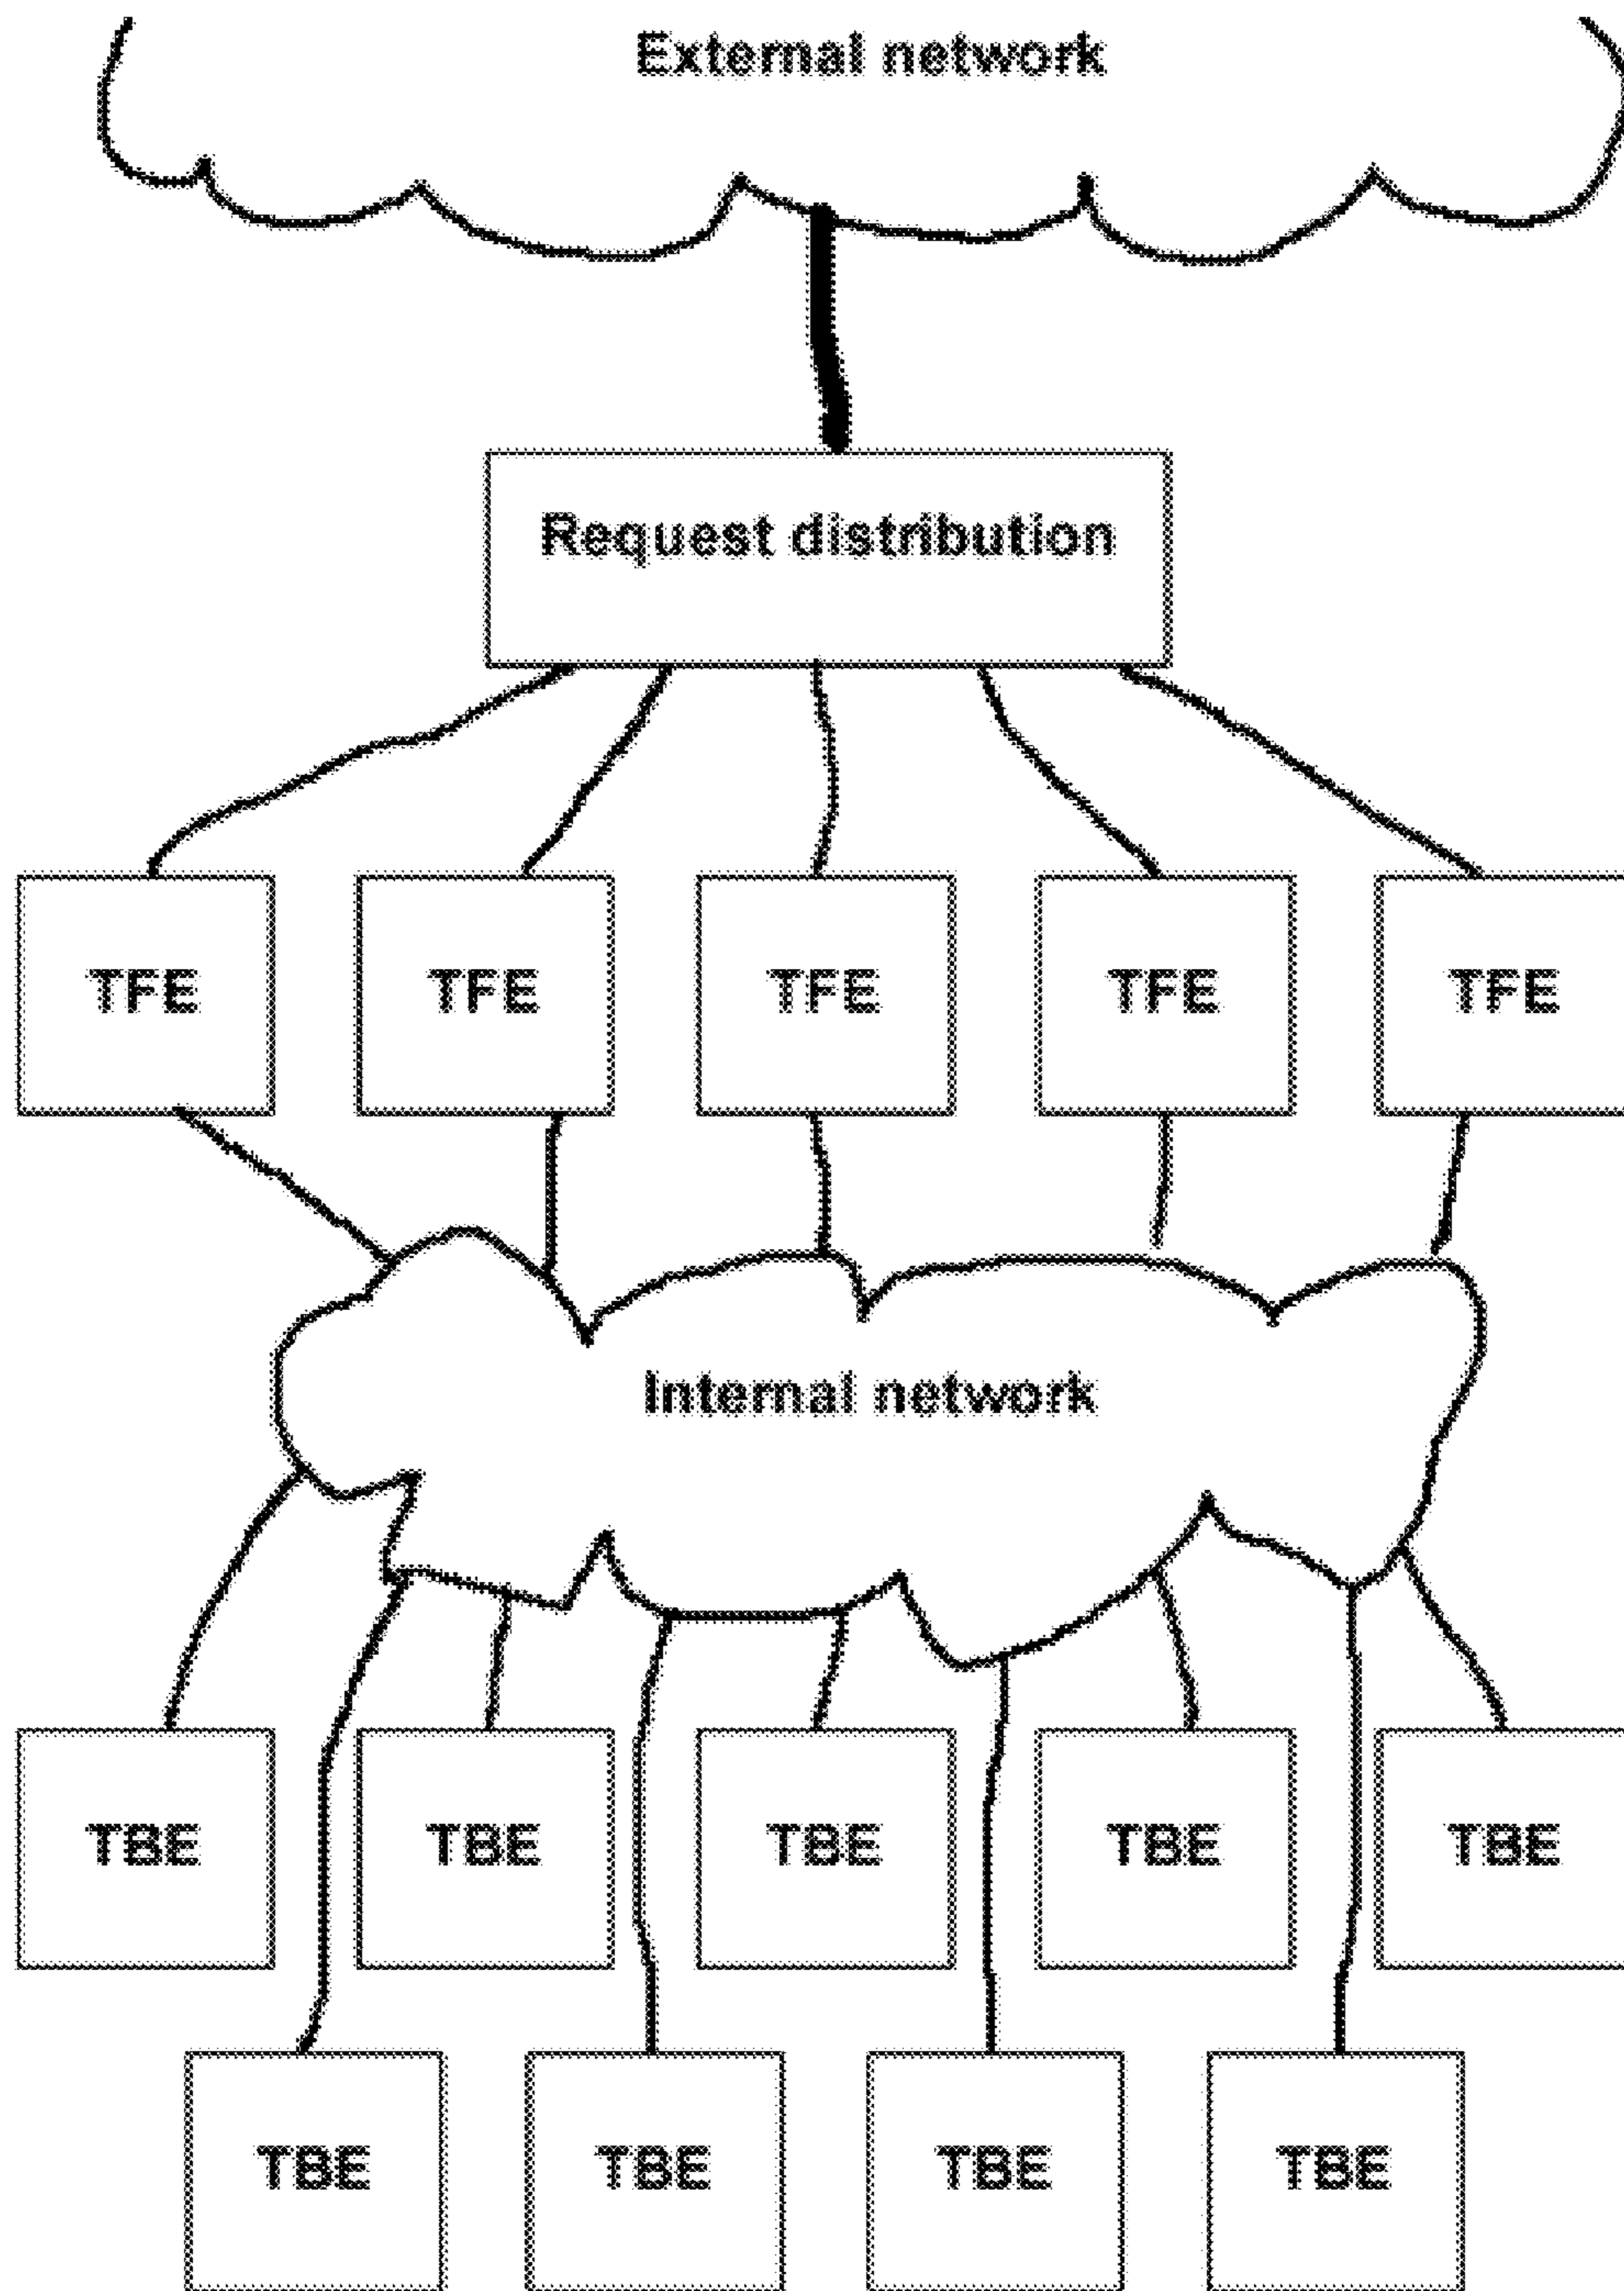 External network
Request distribution
TFE TFE TFE TFE TFE
Internal network
TBE TBE TBE TBE TBE
TBE TBE TBE TBE